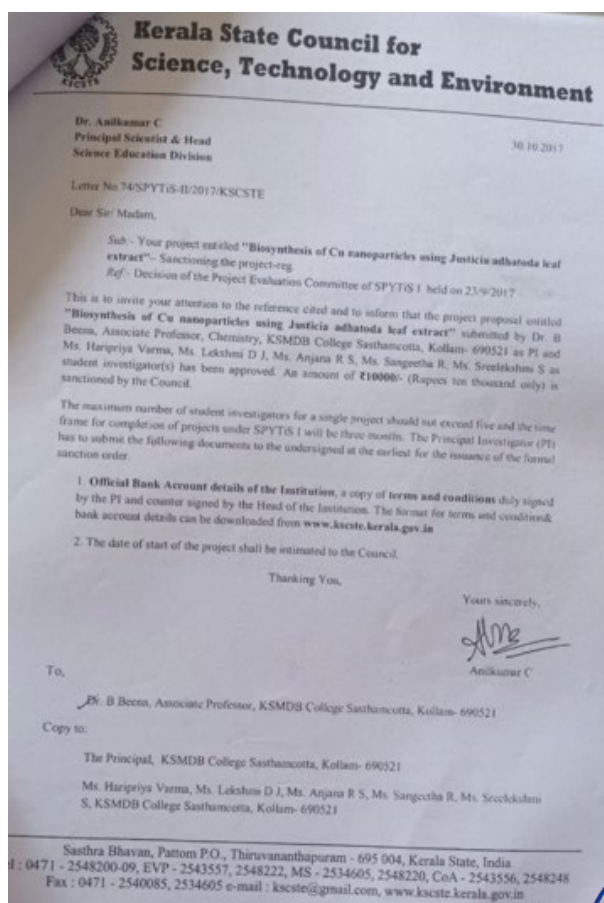 KSCSTE
Kerala State Council for
Science, Technology and Environment
Dr. Anilkumar C
Principal Scientist & Head
Science Education Division
30.10.2017
Letter No.74/SPYTiS-II/2017/KSCSTE
Dear Sir/ Madam,
Sub:- Your project entitled "Biosynthesis of Cu nanoparticles using Justicia adhatoda leaf
extract"– Sanctioning the project-reg.
Ref:- Decision of the Project Evaluation Committee of SPYTiS I held on 23/9/2017
This is to invite your attention to the reference cited and to inform that the project proposal entitled
"Biosynthesis of Cu nanoparticles using Justicia adhatoda leaf extract" submitted by Dr. B
Beena, Associate Professor, Chemistry, KSMDB College Sasthamcotta, Kollam- 690521 as PI and
Ms. Haripriya Varma, Ms. Lekshmi D J, Ms. Anjana R S, Ms. Sangeetha R, Ms. Sreelekshmi S as
student investigator(s) has been approved. An amount of ₹10000/- (Rupees ten thousand only) is
sanctioned by the Council.
The maximum number of student investigators for a single project should not exceed five and the time
frame for completion of projects under SPYTiS I will be three months. The Principal Investigator (PI)
has to submit the following documents to the undersigned at the earliest for the issuance of the formal
sanction order.
1. Official Bank Account details of the Institution, a copy of terms and conditions duly signed
by the PI and counter signed by the Head of the Institution. The format for terms and condition&
bank account details can be downloaded from www.kscste.kerala.gov.in
2. The date of start of the project shall be intimated to the Council.
Thanking You,
Yours sincerely,
Anilkumar C
To,
Dr. B Beena, Associate Professor, KSMDB College Sasthamcotta, Kollam- 690521
Copy to:
The Principal, KSMDB College Sasthamcotta, Kollam- 690521
Ms. Haripriya Varma, Ms. Lekshmi D J, Ms. Anjana R S, Ms. Sangeetha R, Ms. Sreelekshmi
S, KSMDB College Sasthamcotta, Kollam- 690521
Sasthra Bhavan, Pattom P.O., Thiruvananthapuram - 695 004, Kerala State, India
el : 0471 - 2548200-09, EVP - 2543557, 2548222, MS - 2534605, 2548220, CoA - 2543556, 2548248
Fax : 0471 - 2540085, 2534605 e-mail : kscste@gmail.com, www.kscste.kerala.gov.in